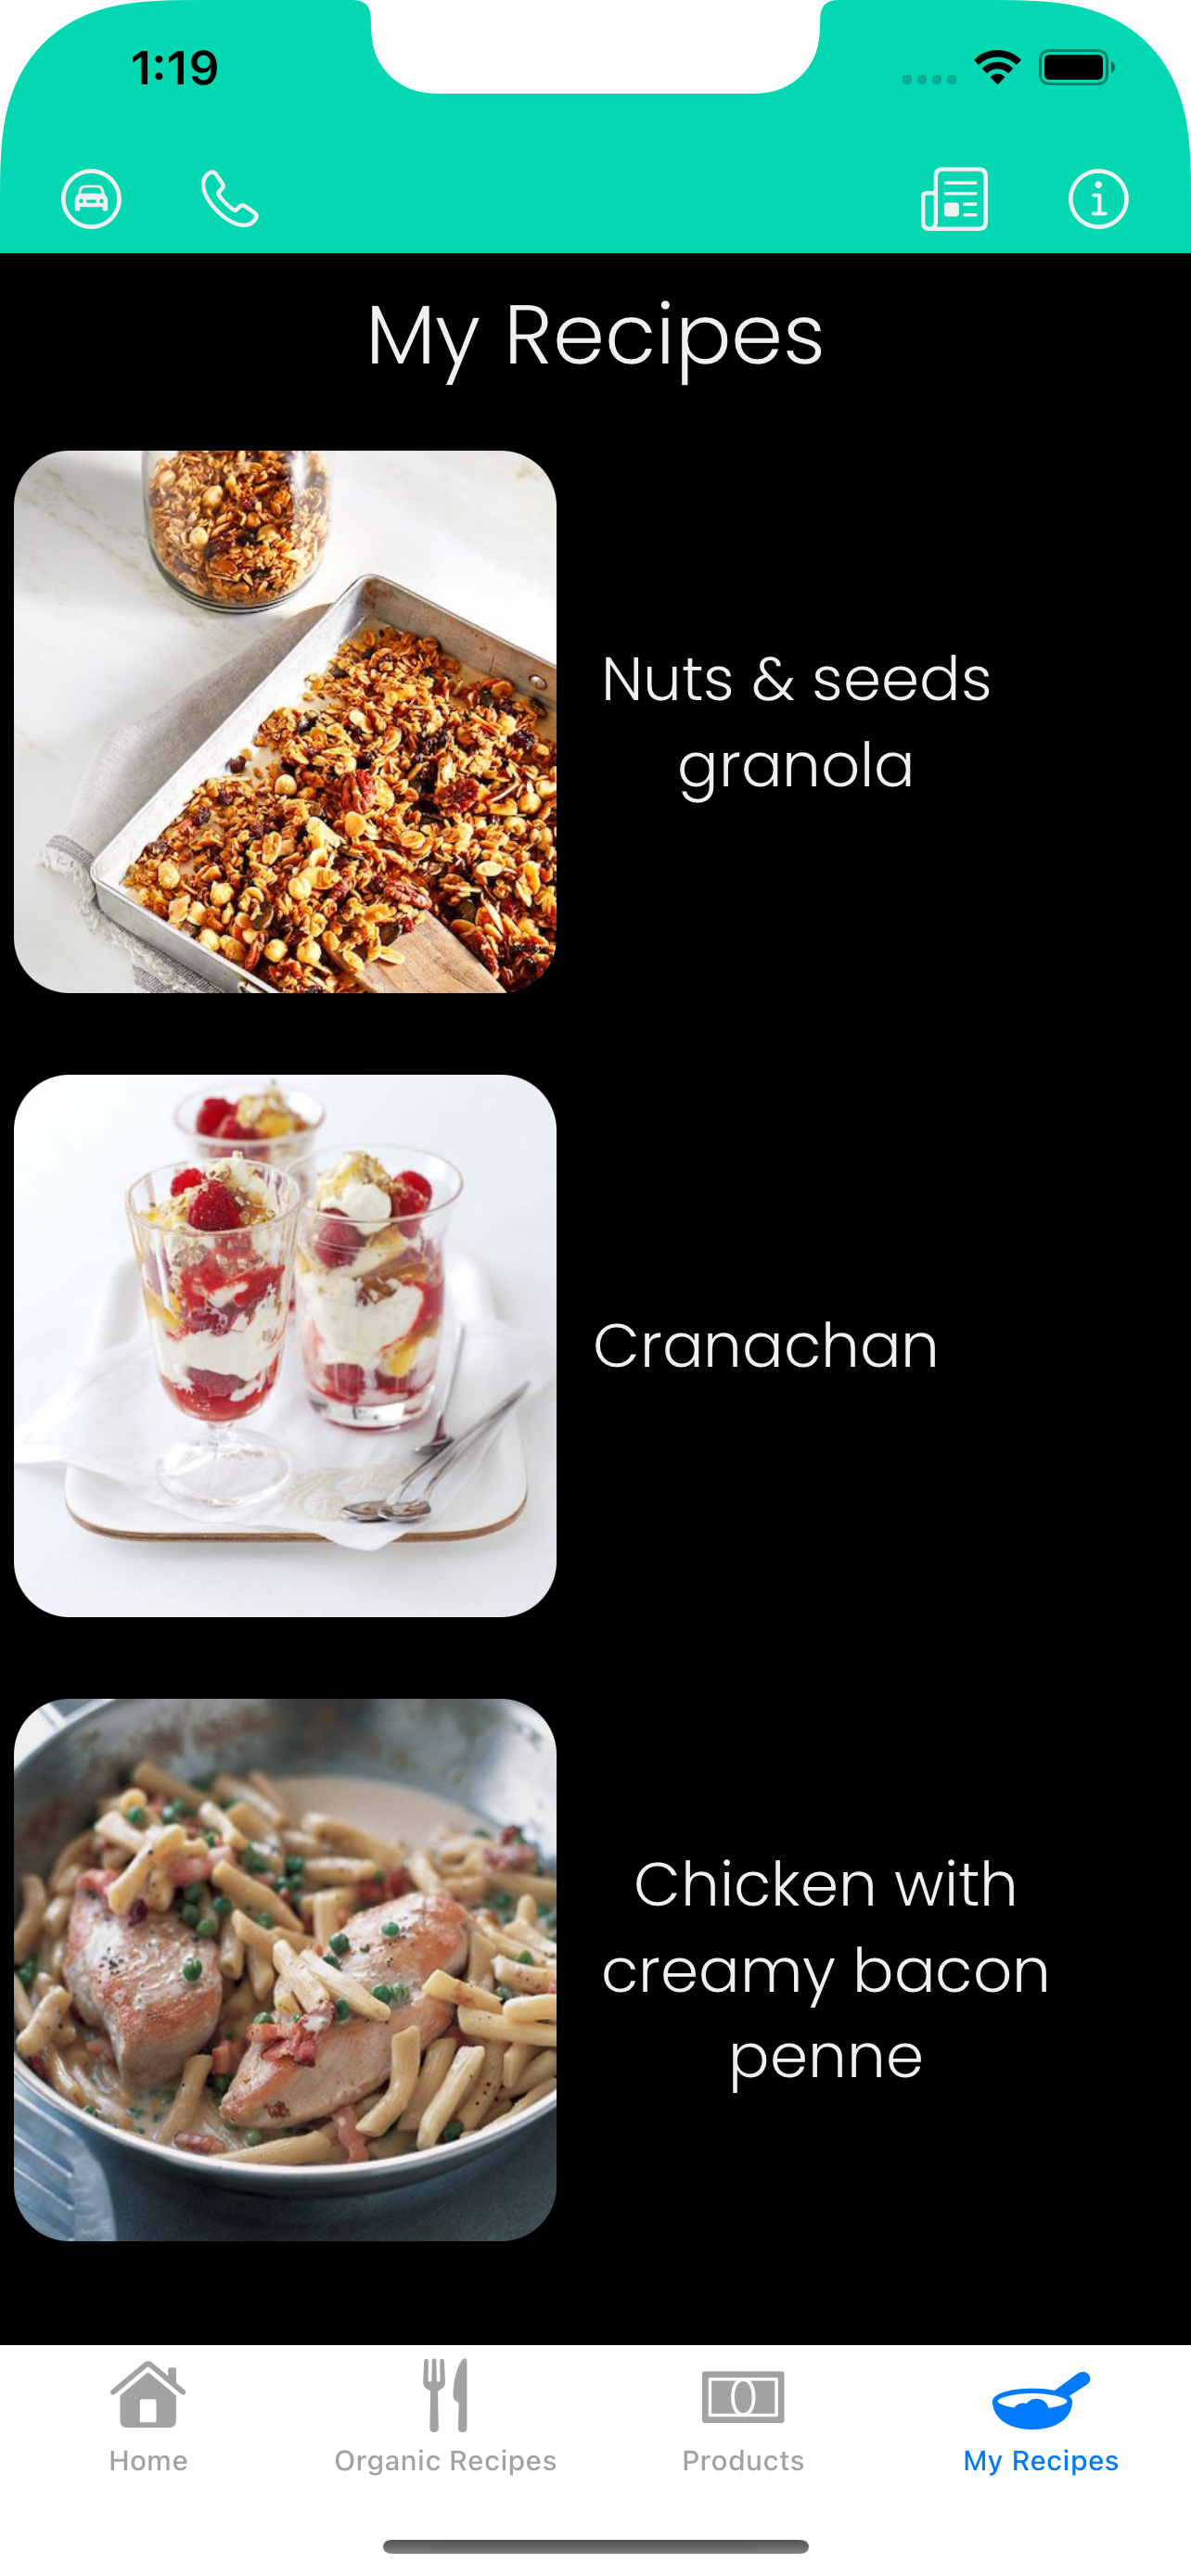 1:19
My Recipes
Nuts & seeds
granola
Cranachan
Chicken with
creamy bacon
penne
Home
Organic Recipes
Products
My Recipes